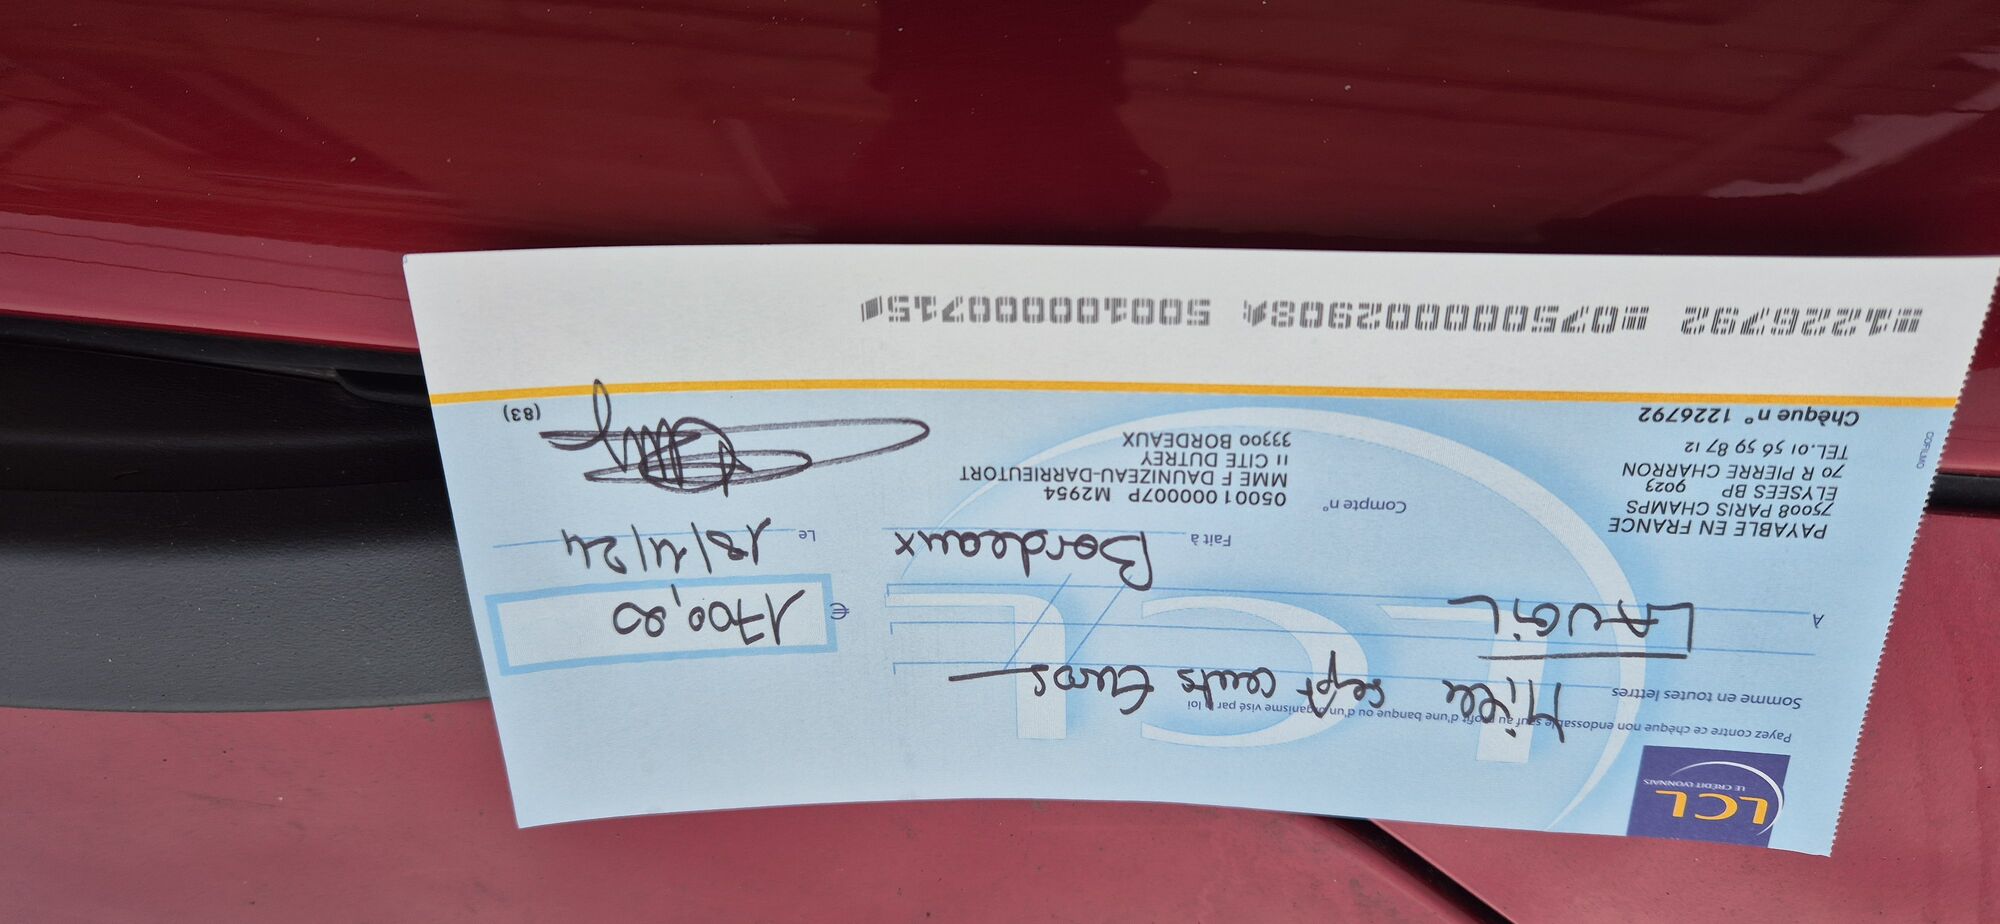 LCL
LE CRÉDIT LYONNAIS
Payez contre ce chèque non endossable sauf au profit d'une banque ou d'un organisme visé par la loi
Somme en toutes lettres
Mille sept cents Euros
A LAUGIL
€ 1700,00
PAYABLE EN FRANCE
75008 PARIS CHAMPS
ELYSEES BP 9023
70 R PIERRE CHARRON
TEL.01 56 59 87 12
Chèque n° 1226792
Fait à Bordeaux
Le 18/11/24
Compte n° 05001 000007P M2954
MME F DAUNIZEAU-DARRIEUTORT
11 CITE DUTREY
33300 BORDEAUX
(83)
COFILMO
1226792 075000002908 500100000715